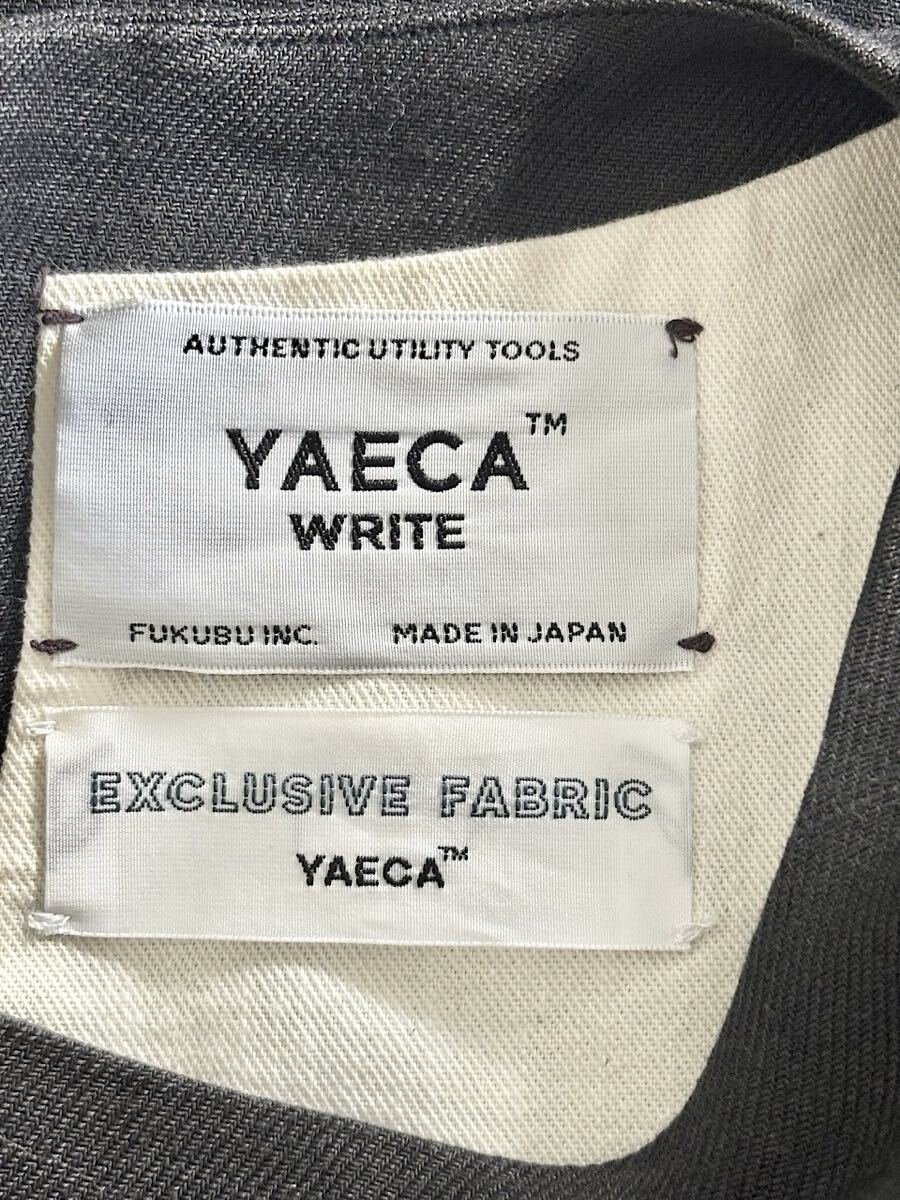 AUTHENTIC UTILITY TOOLS
YAECA™
WRITE
FUKUBU INC. MADE IN JAPAN
EXCLUSIVE FABRIC
YAECA™